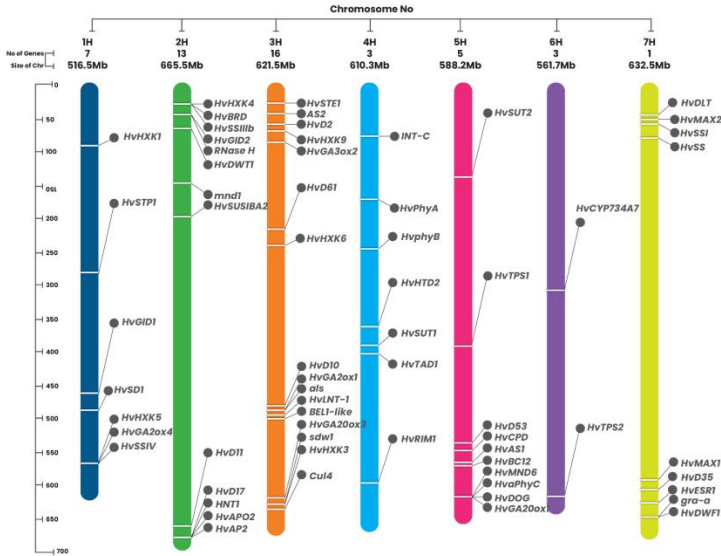 Chromosome No
1H 2H 3H 4H 5H 6H 7H
No of Genes 7 13 16 3 5 3 1
Size of Chr 516.5Mb 665.5Mb 621.5Mb 610.3Mb 588.2Mb 561.7Mb 632.5Mb
0
50
100
150
200
250
300
350
400
450
500
550
600
650
700
HvHXK1
HvSTP1
HvGID1
HvSD1
HvHXK5
HvGA2ox4
HvSSIV
HvHXK4
HvBRD
HvSSIIIb
HvGID2
RNase H
HvDWT1
mnd1
HvSUSIBA2
HvD11
HvD17
HNT1
HvAPO2
HvAP2
HvSTE1
AS2
HvD2
HvHXK9
HvGA3ox2
HvD61
HvHXK6
HvD10
HvGA2ox1
als
HvLNT-1
BEL1-like
HvGA20ox3
sdw1
HvHXK3
Cul4
INT-C
HvPhyA
HvphyB
HvHTD2
HvSUT1
HvTAD1
HvRIM1
HvSUT2
HvTPS1
HvD53
HvCPD
HvAS1
HvBC12
HvMND6
HvaPhyC
HvDOG
HvGA20ox1
HvCYP734A7
HvTPS2
HvDLT
HvMAX2
HvSSI
HvSS
HvMAX1
HvD35
HvESR1
gra-a
HvDWF1